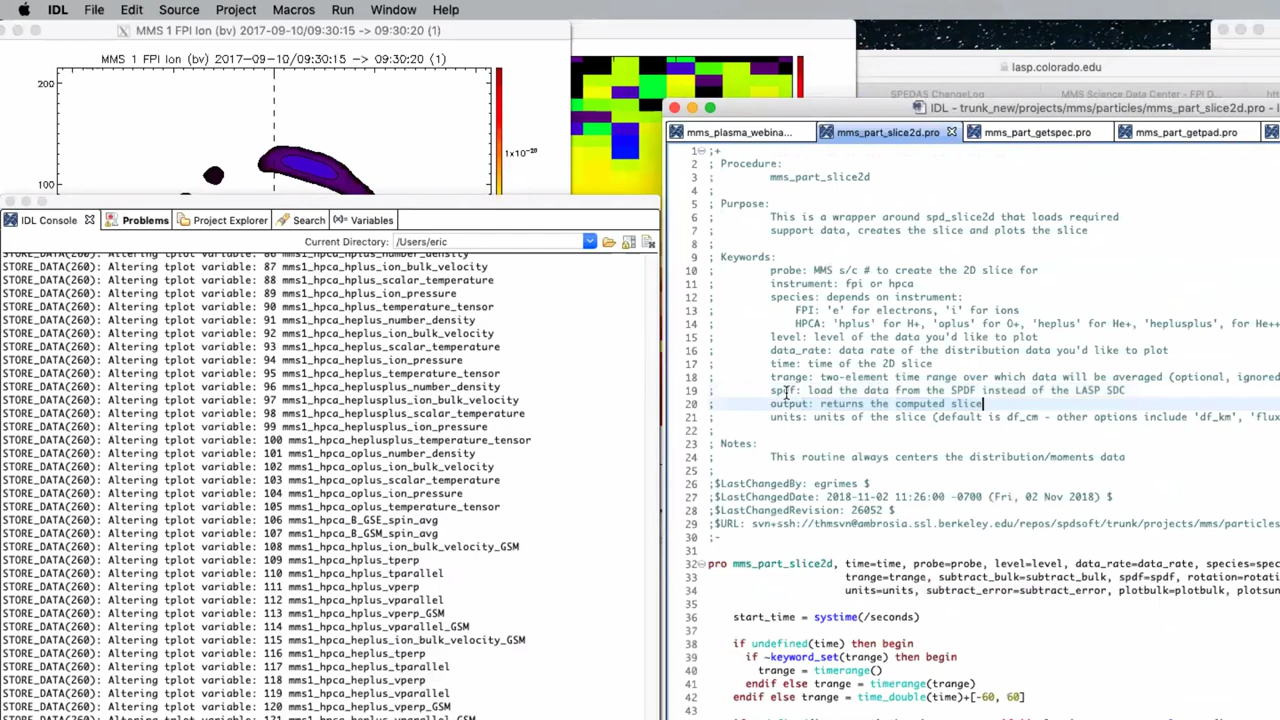 IDL File Edit Source Project Macros Run Window Help
MMS 1 FPI Ion (bv) 2017-09-10/09:30:15 -> 09:30:20 (1)
MMS 1 FPI Ion (bv) 2017-09-10/09:30:15 -> 09:30:20 (1)
200
100
1x10-20
lasp.colorado.edu
SPEDAS ChangeLog
MMS Science Data Center - FPI D...
IDL - trunk_new/projects/mms/particles/mms_part_slice2d.pro - I
mms_plasma_webina...
mms_part_slice2d.pro
mms_part_getspec.pro
mms_part_getpad.pro
IDL Console
Problems
Project Explorer
Search
Variables
Current Directory: /Users/eric
STORE_DATA(260): Altering tplot variable: 86 mms1_hpca_hplus_number_density
STORE_DATA(260): Altering tplot variable: 87 mms1_hpca_hplus_ion_bulk_velocity
STORE_DATA(260): Altering tplot variable: 88 mms1_hpca_hplus_scalar_temperature
STORE_DATA(260): Altering tplot variable: 89 mms1_hpca_hplus_ion_pressure
STORE_DATA(260): Altering tplot variable: 90 mms1_hpca_hplus_temperature_tensor
STORE_DATA(260): Altering tplot variable: 91 mms1_hpca_heplus_number_density
STORE_DATA(260): Altering tplot variable: 92 mms1_hpca_heplus_ion_bulk_velocity
STORE_DATA(260): Altering tplot variable: 93 mms1_hpca_heplus_scalar_temperature
STORE_DATA(260): Altering tplot variable: 94 mms1_hpca_heplus_ion_pressure
STORE_DATA(260): Altering tplot variable: 95 mms1_hpca_heplus_temperature_tensor
STORE_DATA(260): Altering tplot variable: 96 mms1_hpca_heplusplus_number_density
STORE_DATA(260): Altering tplot variable: 97 mms1_hpca_heplusplus_ion_bulk_velocity
STORE_DATA(260): Altering tplot variable: 98 mms1_hpca_heplusplus_scalar_temperature
STORE_DATA(260): Altering tplot variable: 99 mms1_hpca_heplusplus_ion_pressure
STORE_DATA(260): Altering tplot variable: 100 mms1_hpca_heplusplus_temperature_tensor
STORE_DATA(260): Altering tplot variable: 101 mms1_hpca_oplus_number_density
STORE_DATA(260): Altering tplot variable: 102 mms1_hpca_oplus_ion_bulk_velocity
STORE_DATA(260): Altering tplot variable: 103 mms1_hpca_oplus_scalar_temperature
STORE_DATA(260): Altering tplot variable: 104 mms1_hpca_oplus_ion_pressure
STORE_DATA(260): Altering tplot variable: 105 mms1_hpca_oplus_temperature_tensor
STORE_DATA(260): Altering tplot variable: 106 mms1_hpca_B_GSE_spin_avg
STORE_DATA(260): Altering tplot variable: 107 mms1_hpca_B_GSM_spin_avg
STORE_DATA(260): Altering tplot variable: 108 mms1_hpca_hplus_ion_bulk_velocity_GSM
STORE_DATA(260): Altering tplot variable: 109 mms1_hpca_hplus_tperp
STORE_DATA(260): Altering tplot variable: 110 mms1_hpca_hplus_tparallel
STORE_DATA(260): Altering tplot variable: 111 mms1_hpca_hplus_vperp
STORE_DATA(260): Altering tplot variable: 112 mms1_hpca_hplus_vparallel
STORE_DATA(260): Altering tplot variable: 113 mms1_hpca_hplus_vperp_GSM
STORE_DATA(260): Altering tplot variable: 114 mms1_hpca_hplus_vparallel_GSM
STORE_DATA(260): Altering tplot variable: 115 mms1_hpca_heplus_ion_bulk_velocity_GSM
STORE_DATA(260): Altering tplot variable: 116 mms1_hpca_heplus_tperp
STORE_DATA(260): Altering tplot variable: 117 mms1_hpca_heplus_tparallel
STORE_DATA(260): Altering tplot variable: 118 mms1_hpca_heplus_vperp
STORE_DATA(260): Altering tplot variable: 119 mms1_hpca_heplus_vparallel
STORE_DATA(260): Altering tplot variable: 120 mms1_hpca_heplus_vperp_GSM
1 ;+
2 ; Procedure:
3 ; mms_part_slice2d
4 ;
5 ; Purpose:
6 ; This is a wrapper around spd_slice2d that loads required
7 ; support data, creates the slice and plots the slice
8 ;
9 ; Keywords:
10 ; probe: MMS s/c # to create the 2D slice for
11 ; instrument: fpi or hpca
12 ; species: depends on instrument:
13 ; FPI: 'e' for electrons, 'i' for ions
14 ; HPCA: 'hplus' for H+, 'oplus' for O+, 'heplus' for He+, 'heplusplus', for He++
15 ; level: level of the data you'd like to plot
16 ; data_rate: data rate of the distribution data you'd like to plot
17 ; time: time of the 2D slice
18 ; trange: two-element time range over which data will be averaged (optional, ignored
19 ; spdf: load the data from the SPDF instead of the LASP SDC
20 ; output: returns the computed slice
21 ; units: units of the slice (default is df_cm - other options include 'df_km', 'flux
22 ;
23 ; Notes:
24 ; This routine always centers the distribution/moments data
25 ;
26 ;$LastChangedBy: egrimes $
27 ;$LastChangedDate: 2018-11-02 11:26:00 -0700 (Fri, 02 Nov 2018) $
28 ;$LastChangedRevision: 26052 $
29 ;$URL: svn+ssh://thmsvn@ambrosia.ssl.berkeley.edu/repos/spdsoft/trunk/projects/mms/particles
30 ;-
31
32 pro mms_part_slice2d, time=time, probe=probe, level=level, data_rate=data_rate, species=spec
33 trange=trange, subtract_bulk=subtract_bulk, spdf=spdf, rotation=rotation
34 units=units, subtract_error=subtract_error, plotbulk=plotbulk, plotsun
35
36 start_time = systime(/seconds)
37
38 if undefined(time) then begin
39 if ~keyword_set(trange) then begin
40 trange = timerange()
41 endif else trange = timerange(trange)
42 endif else trange = time_double(time)+[-60, 60]
43